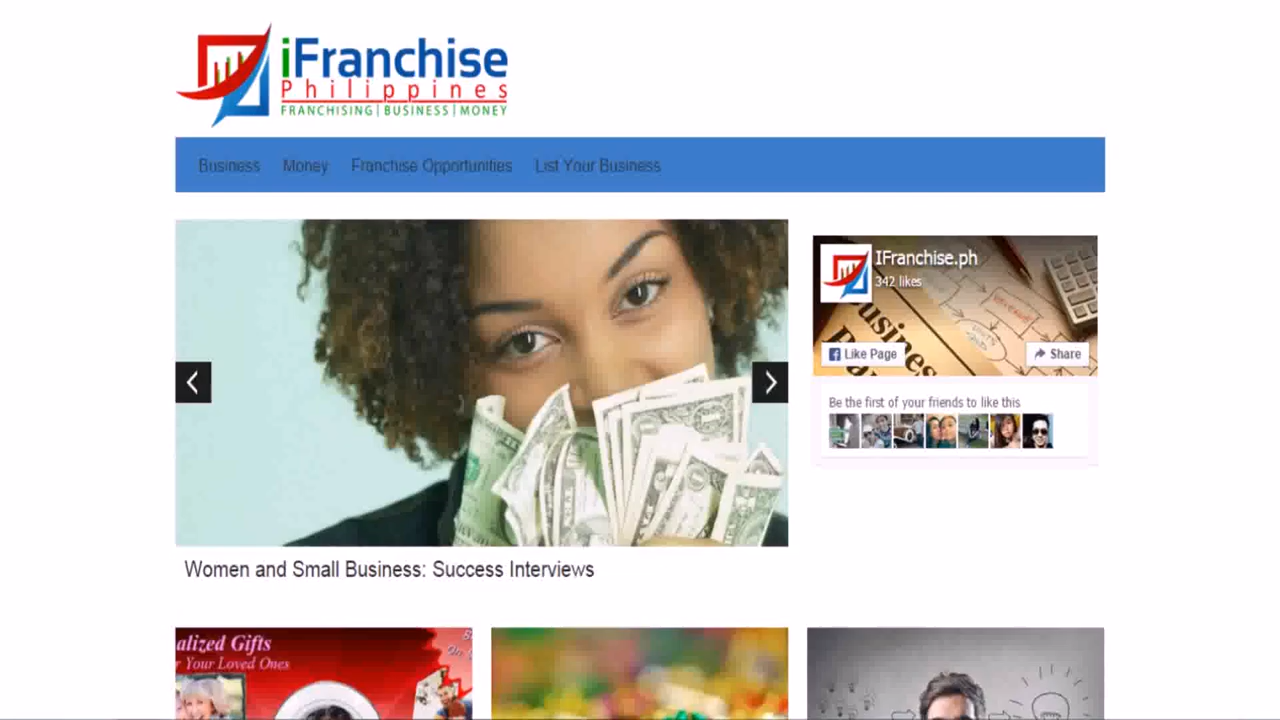 iFranchise
Philippines
FRANCHISING | BUSINESS | MONEY
Business Money Franchise Opportunities List Your Business
IFranchise.ph
342 likes
Like Page
Share
Be the first of your friends to like this
Women and Small Business: Success Interviews
alized Gifts
r Your Loved Ones